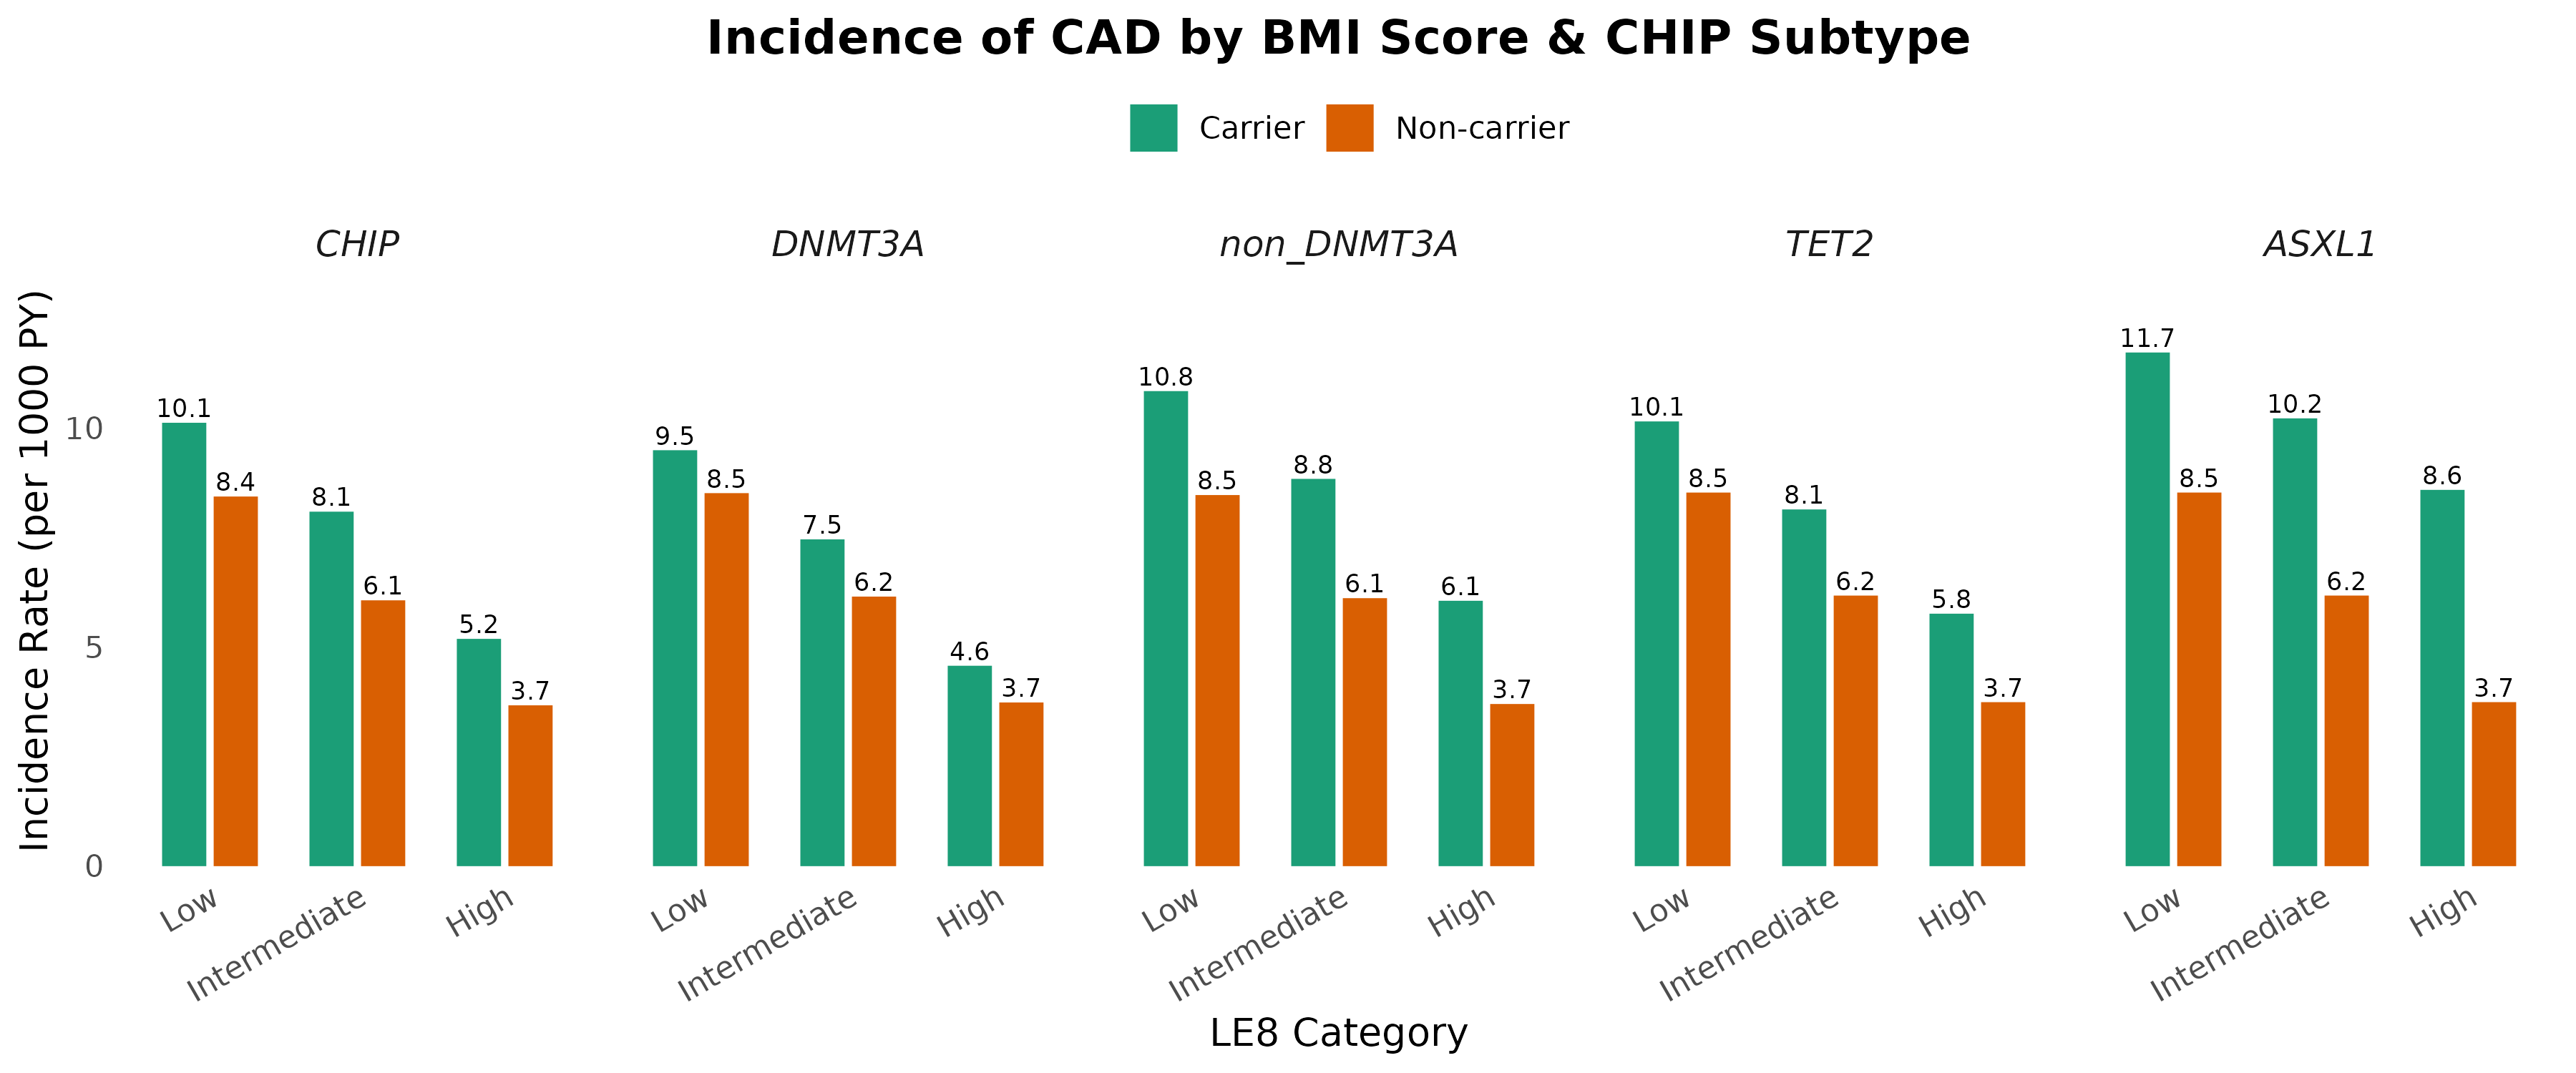 Incidence of CAD by BMI Score & CHIP Subtype
Carrier Non-carrier
CHIP DNMT3A non_DNMT3A TET2 ASXL1
Incidence Rate (per 1000 PY)
10
5
0
10.1 8.4 8.1 6.1 5.2 3.7
9.5 8.5 7.5 6.2 4.6 3.7
10.8 8.5 8.8 6.1 6.1 3.7
10.1 8.5 8.1 6.2 5.8 3.7
11.7 8.5 10.2 6.2 8.6 3.7
Low Intermediate High
Low Intermediate High
Low Intermediate High
Low Intermediate High
Low Intermediate High
LE8 Category